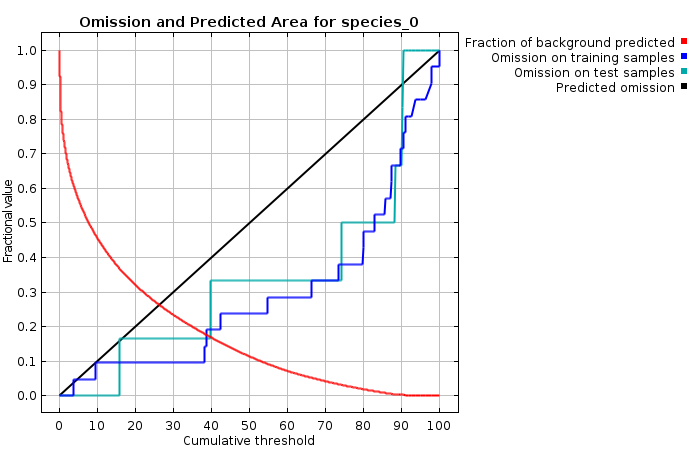 Omission and Predicted Area for species_0
Fraction of background predicted
Omission on training samples
Omission on test samples
Predicted omission
Fractional value
1.0
0.9
0.8
0.7
0.6
0.5
0.4
0.3
0.2
0.1
0.0
0 10 20 30 40 50 60 70 80 90 100
Cumulative threshold